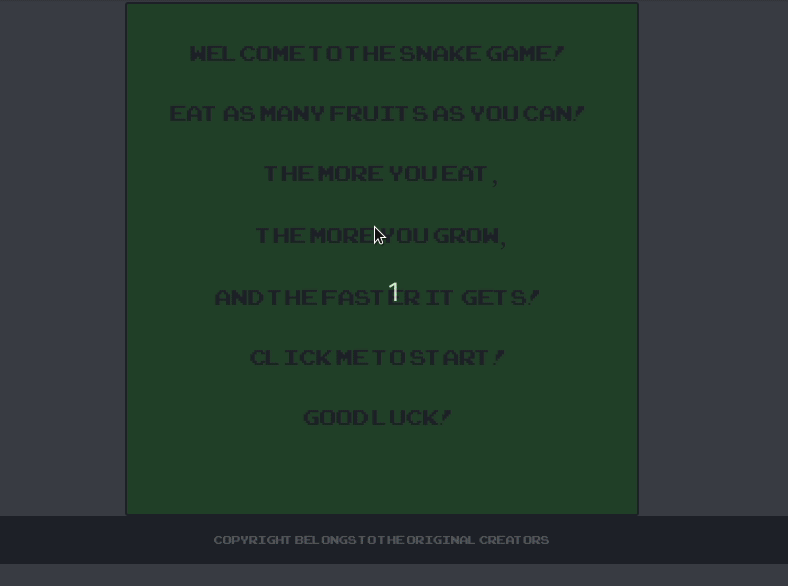 WELCOME TO THE SNAKE GAME!
EAT AS MANY FRUITS AS YOU CAN!
THE MORE YOU EAT,
THE MORE YOU GROW,
AND THE FASTER IT GETS!
1
CLICK ME TO START!
GOOD LUCK!
COPYRIGHT BELONGS TO THE ORIGINAL CREATORS